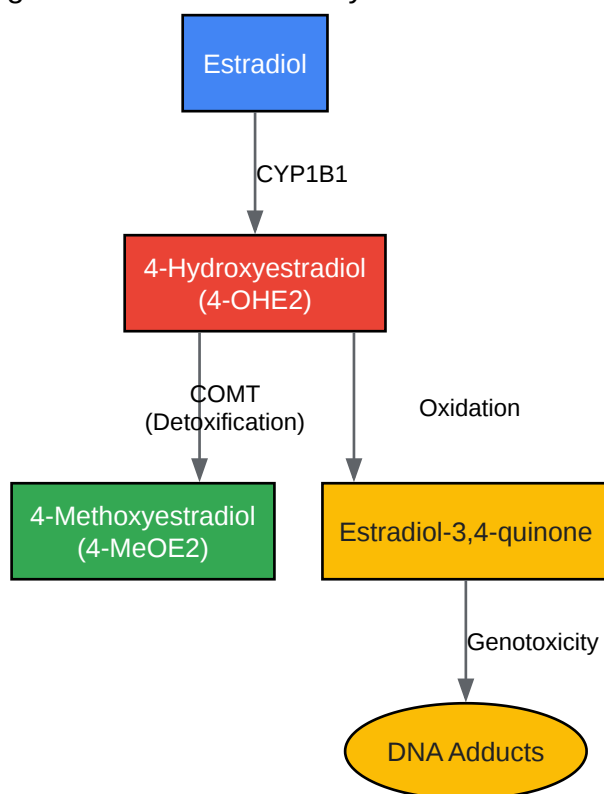 Estradiol
CYP1B1
4-Hydroxyestradiol
(4-OHE2)
COMT
(Detoxification)
Oxidation
4-Methoxyestradiol
(4-MeOE2)
Estradiol-3,4-quinone
Genotoxicity
DNA Adducts